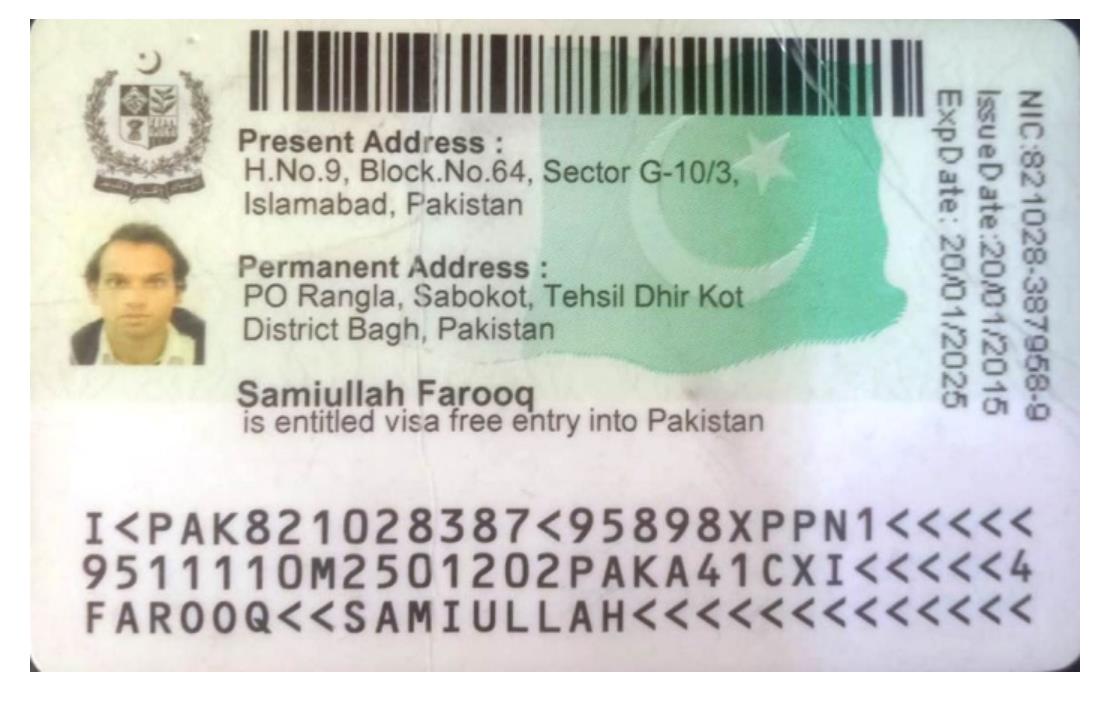 Present Address :
H.No.9, Block.No.64, Sector G-10/3,
Islamabad, Pakistan
Permanent Address :
PO Rangla, Sabokot, Tehsil Dhir Kot
District Bagh, Pakistan
Samiullah Farooq
is entitled visa free entry into Pakistan
NIC:821028-387958-9
IssueDate:20/01/2015
ExpDate: 20/01/2025
I<PAK821028387<95898XPPN1<<<<<
9511110M2501202PAKA41CXI<<<<<4
FAROOQ<<SAMIULLAH<<<<<<<<<<<<<